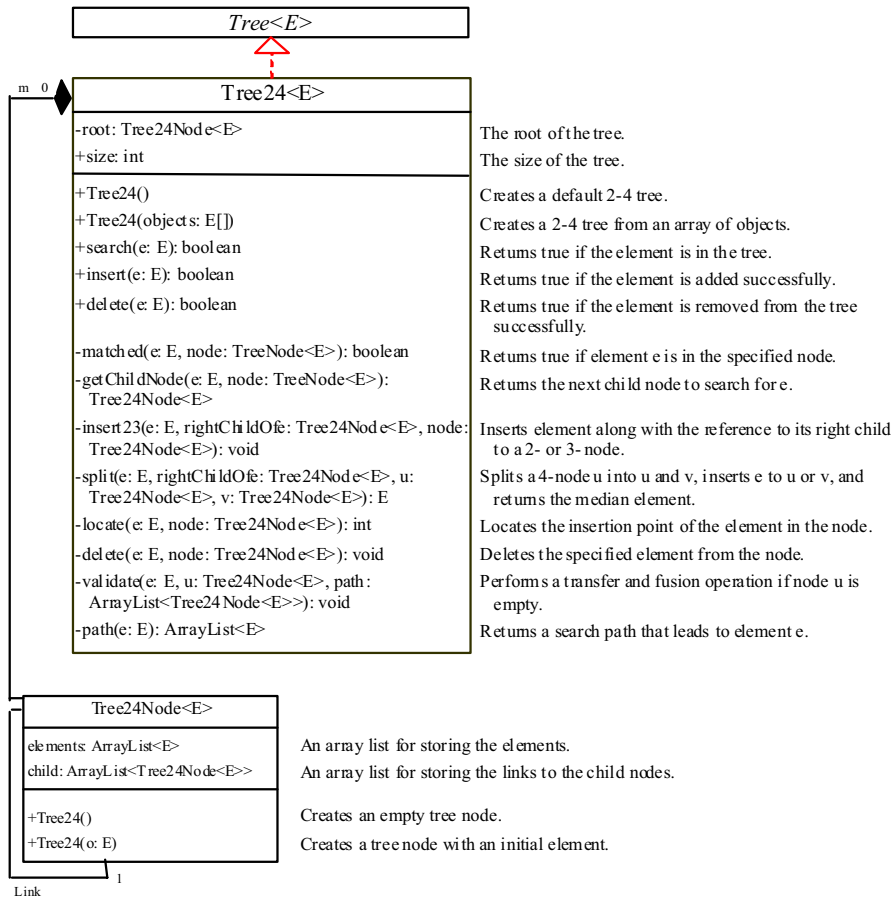 Tree<E>
m 0
Tree24<E>
-root: Tree24Node<E>
The root of the tree.
+size: int
The size of the tree.
+Tree24()
Creates a default 2-4 tree.
+Tree24(objects: E[])
Creates a 2-4 tree from an array of objects.
+search(e: E): boolean
Returns true if the element is in the tree.
+insert(e: E): boolean
Returns true if the element is added successfully.
+delete(e: E): boolean
Returns true if the element is removed from the tree
successfully.
-matched(e: E, node: TreeNode<E>): boolean
Returns true if element e is in the specified node.
-getChildNode(e: E, node: TreeNode<E>):
Tree24Node<E>
Returns the next child node to search for e.
-insert23(e: E, rightChildOfe: Tree24Node<E>, node:
Tree24Node<E>): void
Inserts element along with the reference to its right child
to a 2- or 3- node.
-split(e: E, rightChildOfe: Tree24Node<E>, u:
Tree24Node<E>, v: Tree24Node<E>): E
Splits a 4-node u into u and v, inserts e to u or v, and
returns the median element.
-locate(e: E, node: Tree24Node<E>): int
Locates the insertion point of the element in the node.
-delete(e: E, node: Tree24Node<E>): void
Deletes the specified element from the node.
-validate(e: E, u: Tree24Node<E>, path:
ArrayList<Tree24Node<E>>): void
Performs a transfer and fusion operation if node u is
empty.
-path(e: E): ArrayList<E>
Returns a search path that leads to element e.
Tree24Node<E>
elements: ArrayList<E>
An array list for storing the elements.
child: ArrayList<Tree24Node<E>>
An array list for storing the links to the child nodes.
+Tree24()
Creates an empty tree node.
+Tree24(o: E)
Creates a tree node with an initial element.
1
Link